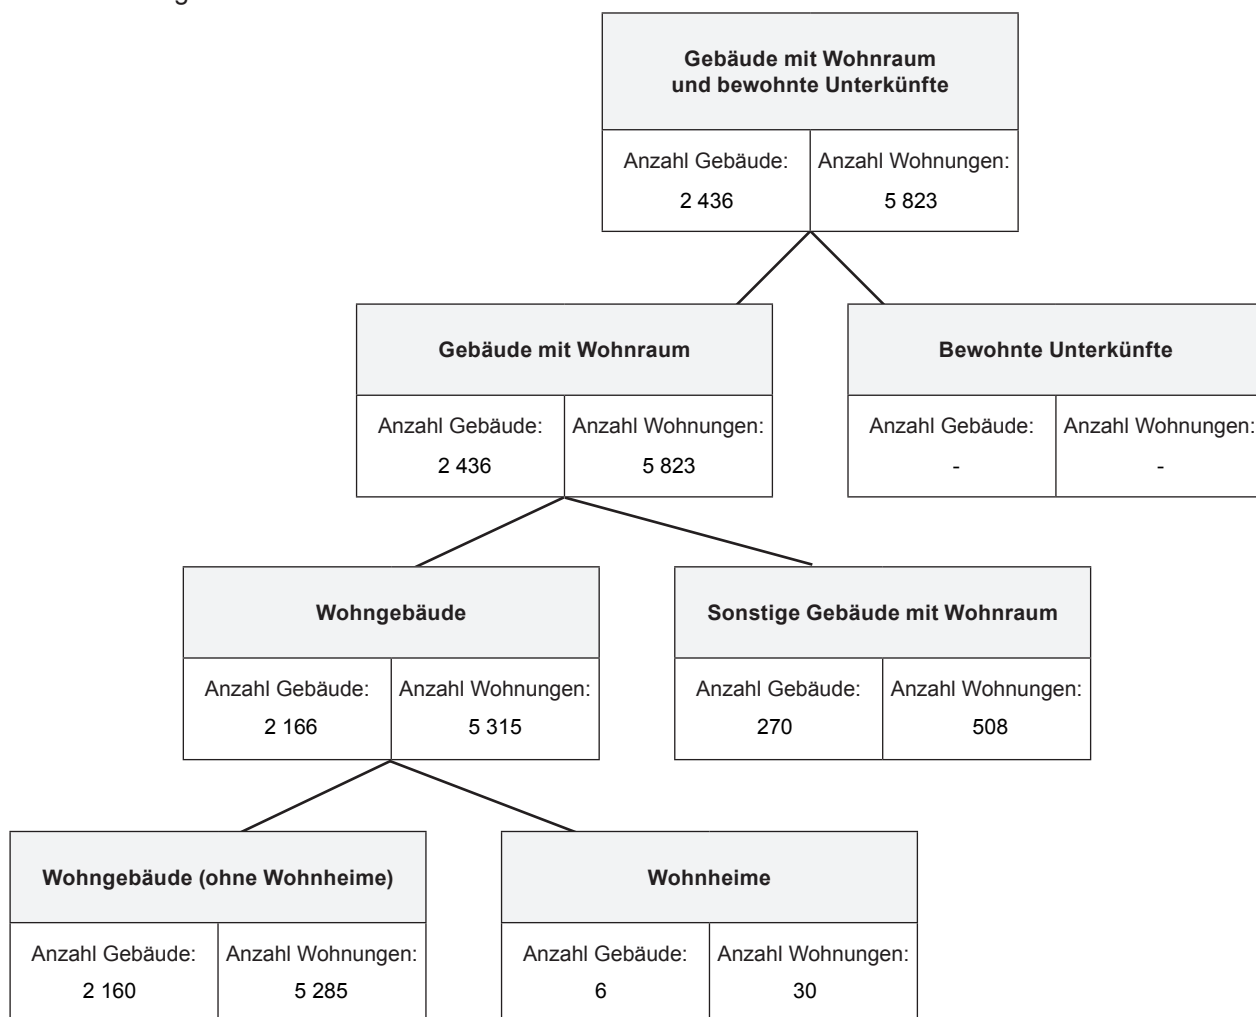 Gebäude mit Wohnraum
und bewohnte Unterkünfte
Anzahl Gebäude: Anzahl Wohnungen:
2 436 5 823
Gebäude mit Wohnraum
Anzahl Gebäude: Anzahl Wohnungen:
2 436 5 823
Bewohnte Unterkünfte
Anzahl Gebäude: Anzahl Wohnungen:
- -
Wohngebäude
Anzahl Gebäude: Anzahl Wohnungen:
2 166 5 315
Sonstige Gebäude mit Wohnraum
Anzahl Gebäude: Anzahl Wohnungen:
270 508
Wohngebäude (ohne Wohnheime)
Anzahl Gebäude: Anzahl Wohnungen:
2 160 5 285
Wohnheime
Anzahl Gebäude: Anzahl Wohnungen:
6 30